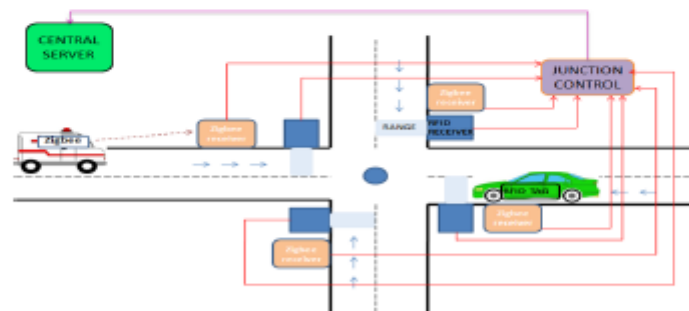 CENTRAL
SERVER
JUNCTION
CONTROL
Zigbee
receiver
Zigbee
Zigbee
receiver
RANGE
RFID
RECEIVER
RFID TAG
Zigbee
receiver
Zigbee
receiver